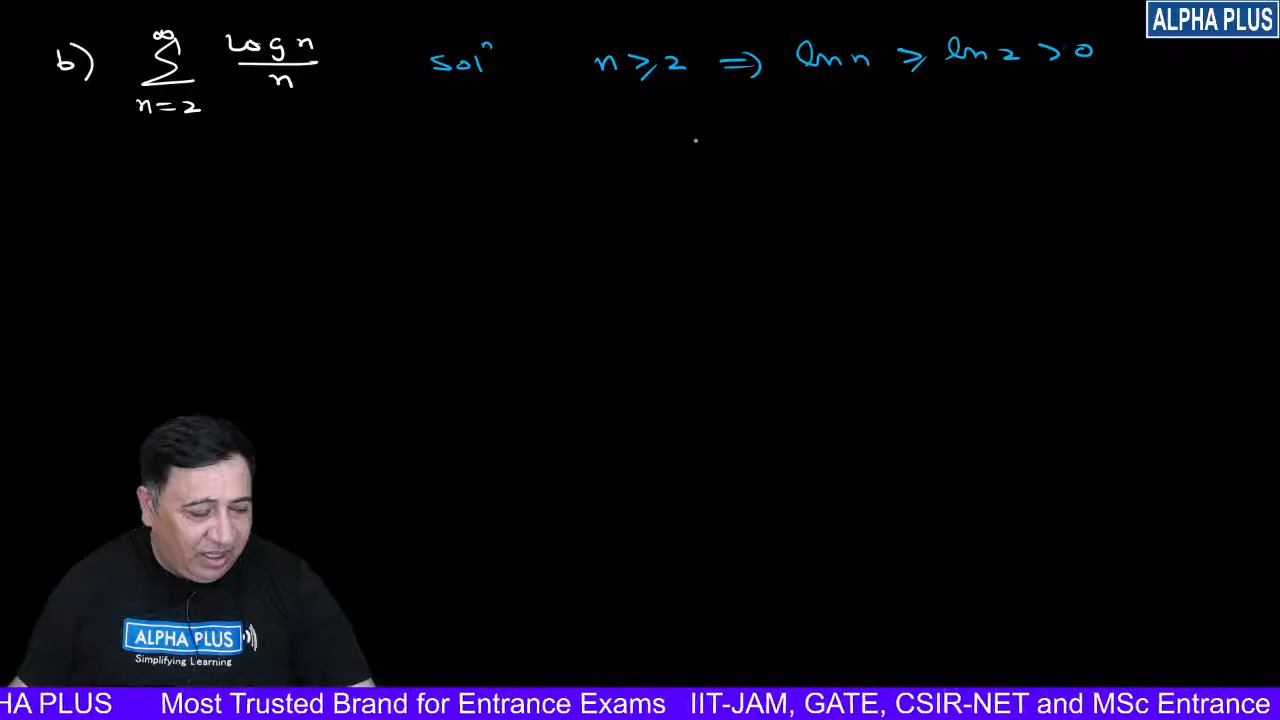 ALPHA PLUS
b) ∞∑n=2 log n / n  solⁿ  n ⩾ 2 ⇒ ln n ⩾ ln 2 > 0
ALPHA PLUS
Simplifying Learning
HA PLUS  Most Trusted Brand for Entrance Exams  IIT-JAM, GATE, CSIR-NET and MSc Entrance